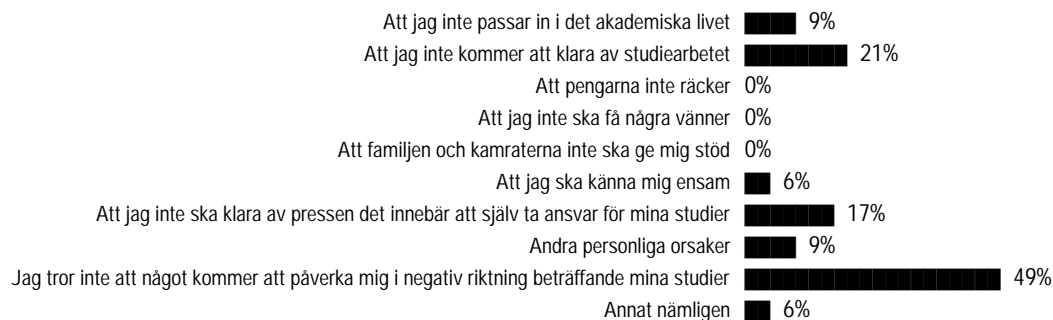 Att jag inte passar in i det akademiska livet 9%
Att jag inte kommer att klara av studiearbetet 21%
Att pengarna inte räcker 0%
Att jag inte ska få några vänner 0%
Att familjen och kamraterna inte ska ge mig stöd 0%
Att jag ska känna mig ensam 6%
Att jag inte ska klara av pressen det innebär att själv ta ansvar för mina studier 17%
Andra personliga orsaker 9%
Jag tror inte att något kommer att påverka mig i negativ riktning beträffande mina studier 49%
Annat nämligen 6%